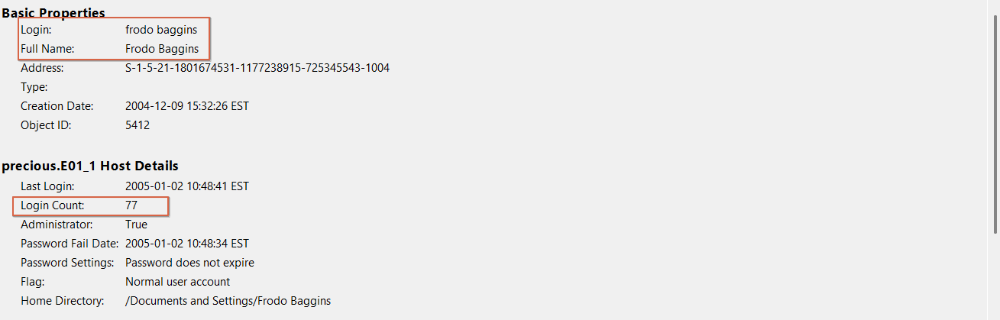 Basic Properties
Login: frodo baggins
Full Name: Frodo Baggins
Address: S-1-5-21-1801674531-1177238915-725345543-1004
Type:
Creation Date: 2004-12-09 15:32:26 EST
Object ID: 5412
precious.E01_1 Host Details
Last Login: 2005-01-02 10:48:41 EST
Login Count: 77
Administrator: True
Password Fail Date: 2005-01-02 10:48:34 EST
Password Settings: Password does not expire
Flag: Normal user account
Home Directory: /Documents and Settings/Frodo Baggins